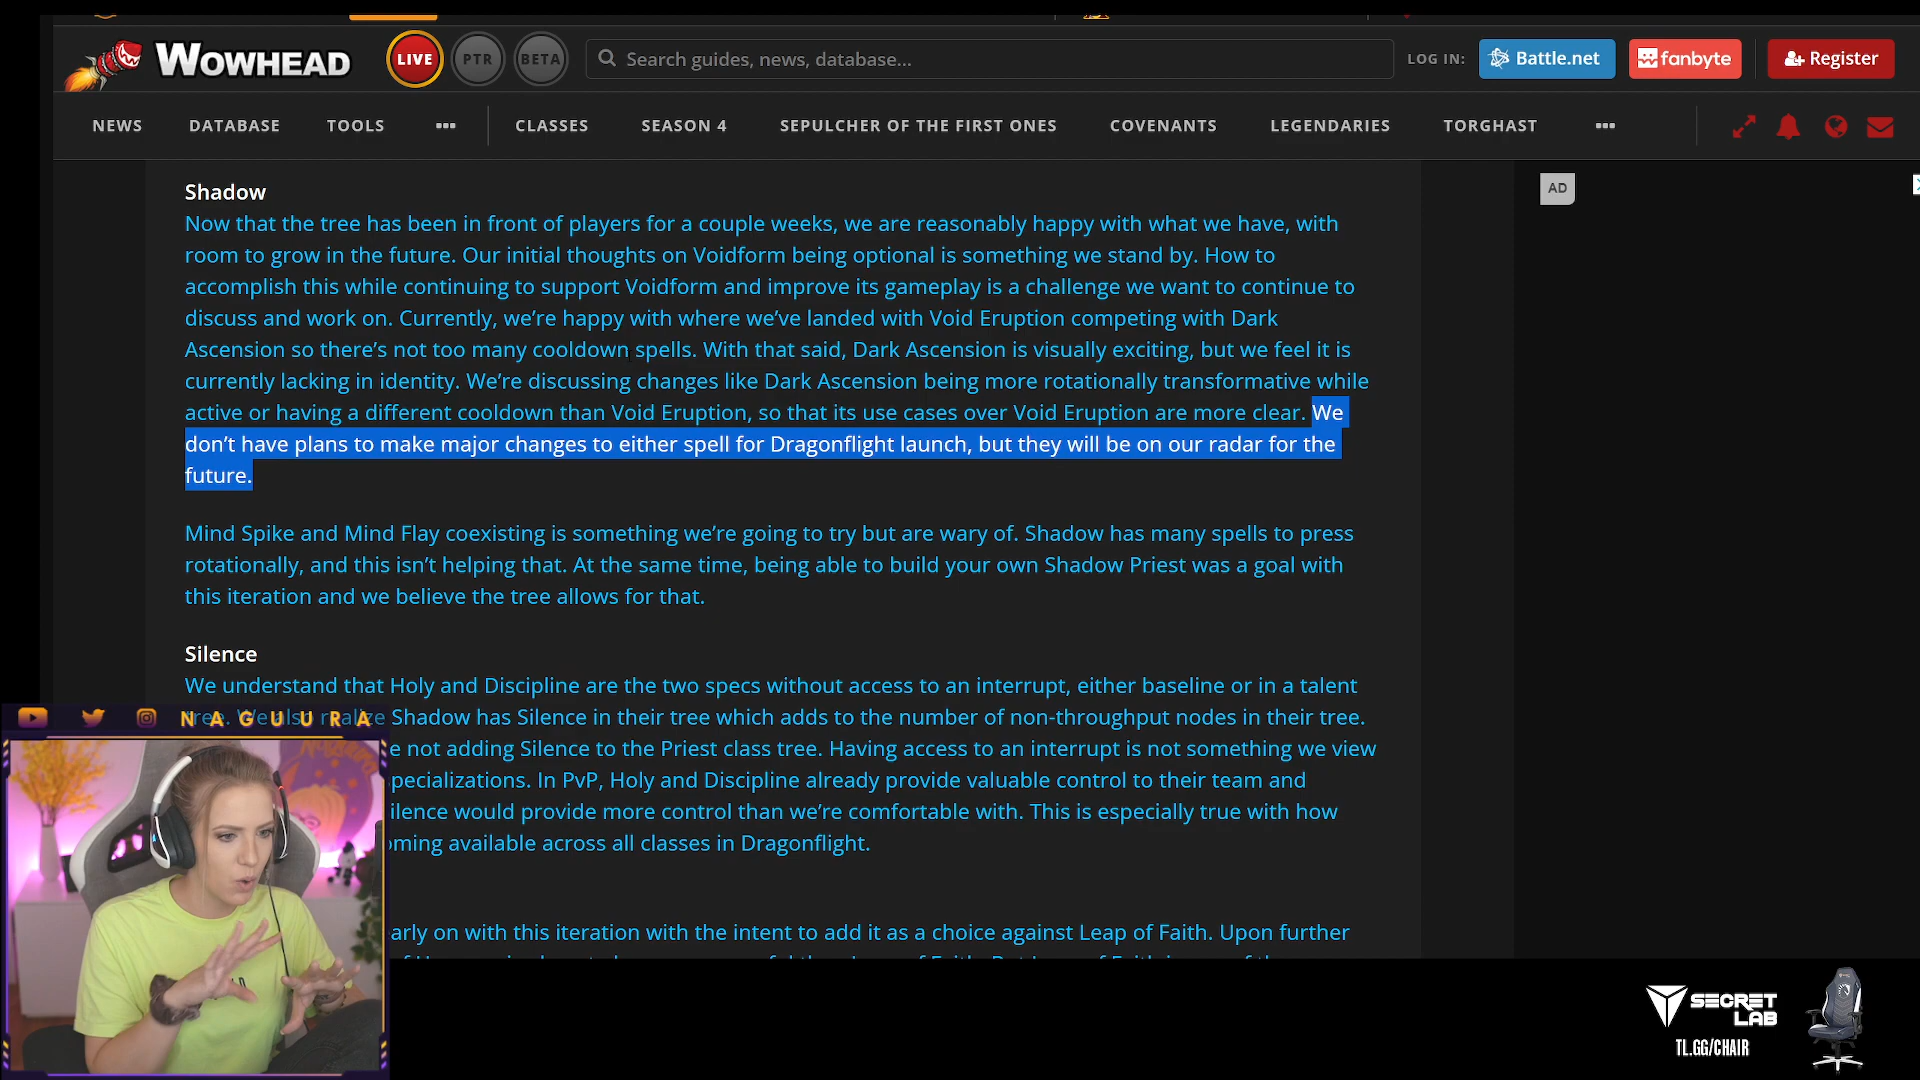 WOWHEAD
LIVE
PTR
BETA
Search guides, news, database...
LOG IN:
Battle.net
fanbyte
Register
NEWS
DATABASE
TOOLS
CLASSES
SEASON 4
SEPULCHER OF THE FIRST ONES
COVENANTS
LEGENDARIES
TORGHAST
AD
Shadow
Now that the tree has been in front of players for a couple weeks, we are reasonably happy with what we have, with
room to grow in the future. Our initial thoughts on Voidform being optional is something we stand by. How to
accomplish this while continuing to support Voidform and improve its gameplay is a challenge we want to continue to
discuss and work on. Currently, we’re happy with where we’ve landed with Void Eruption competing with Dark
Ascension so there’s not too many cooldown spells. With that said, Dark Ascension is visually exciting, but we feel it is
currently lacking in identity. We’re discussing changes like Dark Ascension being more rotationally transformative while
active or having a different cooldown than Void Eruption, so that its use cases over Void Eruption are more clear. We
don’t have plans to make major changes to either spell for Dragonflight launch, but they will be on our radar for the
future.
Mind Spike and Mind Flay coexisting is something we’re going to try but are wary of. Shadow has many spells to press
rotationally, and this isn’t helping that. At the same time, being able to build your own Shadow Priest was a goal with
this iteration and we believe the tree allows for that.
Silence
We understand that Holy and Discipline are the two specs without access to an interrupt, either baseline or in a talent
tree. We also realize Shadow has Silence in their tree which adds to the number of non-throughput nodes in their tree.
e not adding Silence to the Priest class tree. Having access to an interrupt is not something we view
pecializations. In PvP, Holy and Discipline already provide valuable control to their team and
ilence would provide more control than we’re comfortable with. This is especially true with how
oming available across all classes in Dragonflight.
arly on with this iteration with the intent to add it as a choice against Leap of Faith. Upon further
NAGUURA
SECRET
LAB
TL.GG/CHAIR